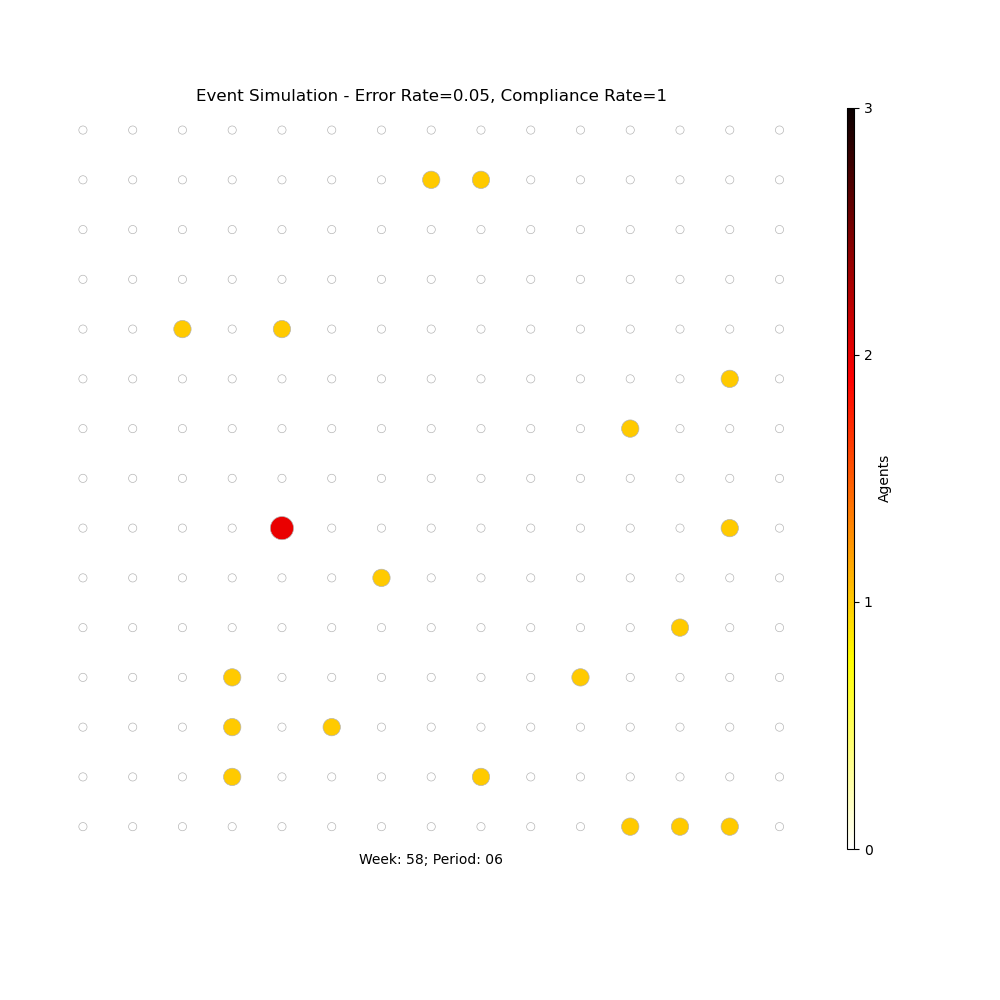 Event Simulation - Error Rate=0.05, Compliance Rate=1
3
2
Agents
1
0
Week: 58; Period: 06